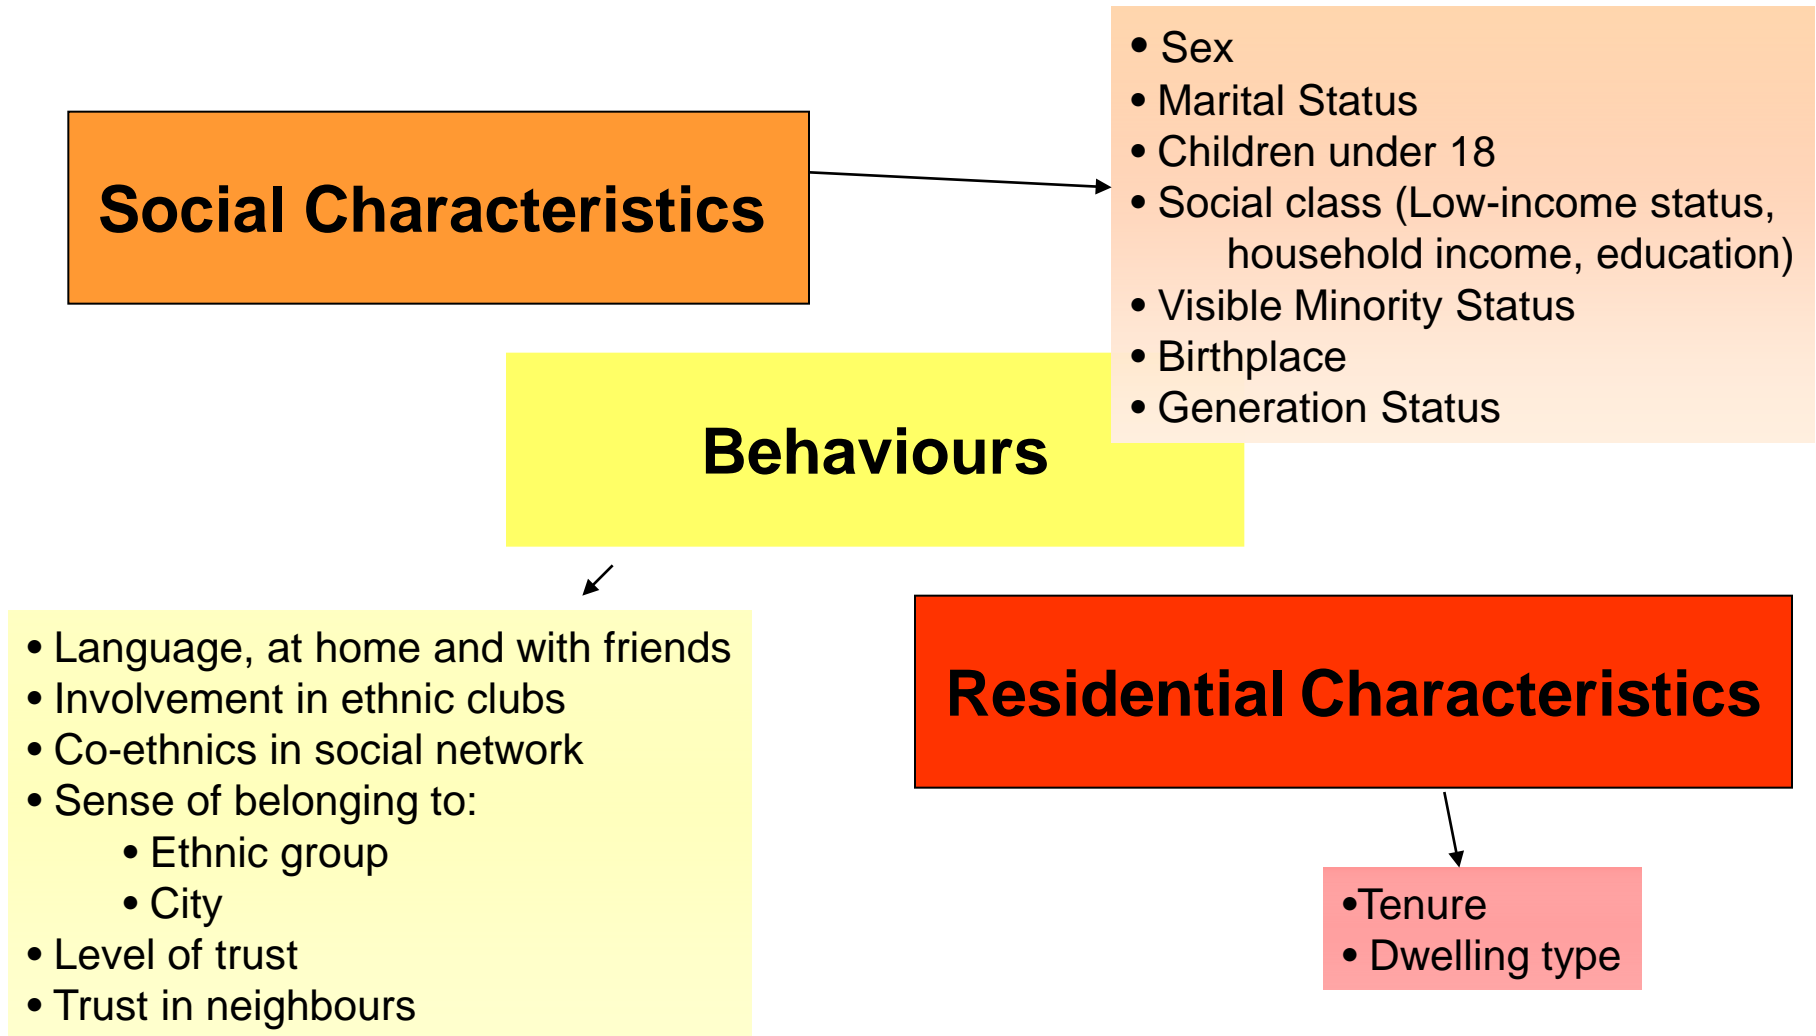 Social Characteristics
• Sex
• Marital Status
• Children under 18
• Social class (Low-income status,
household income, education)
• Visible Minority Status
• Birthplace
• Generation Status
Behaviours
• Language, at home and with friends
• Involvement in ethnic clubs
• Co-ethnics in social network
• Sense of belonging to:
• Ethnic group
• City
• Level of trust
• Trust in neighbours
Residential Characteristics
•Tenure
• Dwelling type